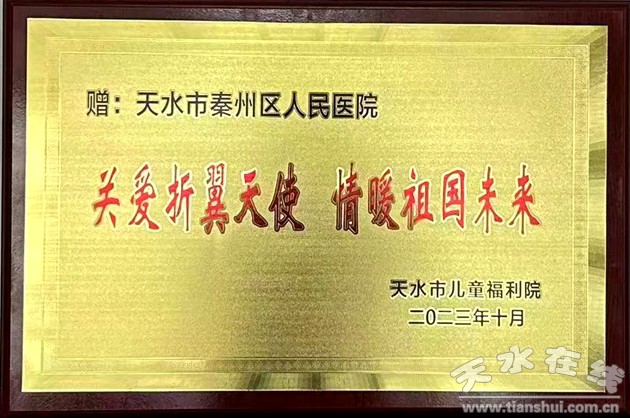 赠：天水市秦州区人民医院
关爱折翼天使 情暖祖国未来
天水市儿童福利院
二0二三年十月
天水在线
www.tianshui.com.cn